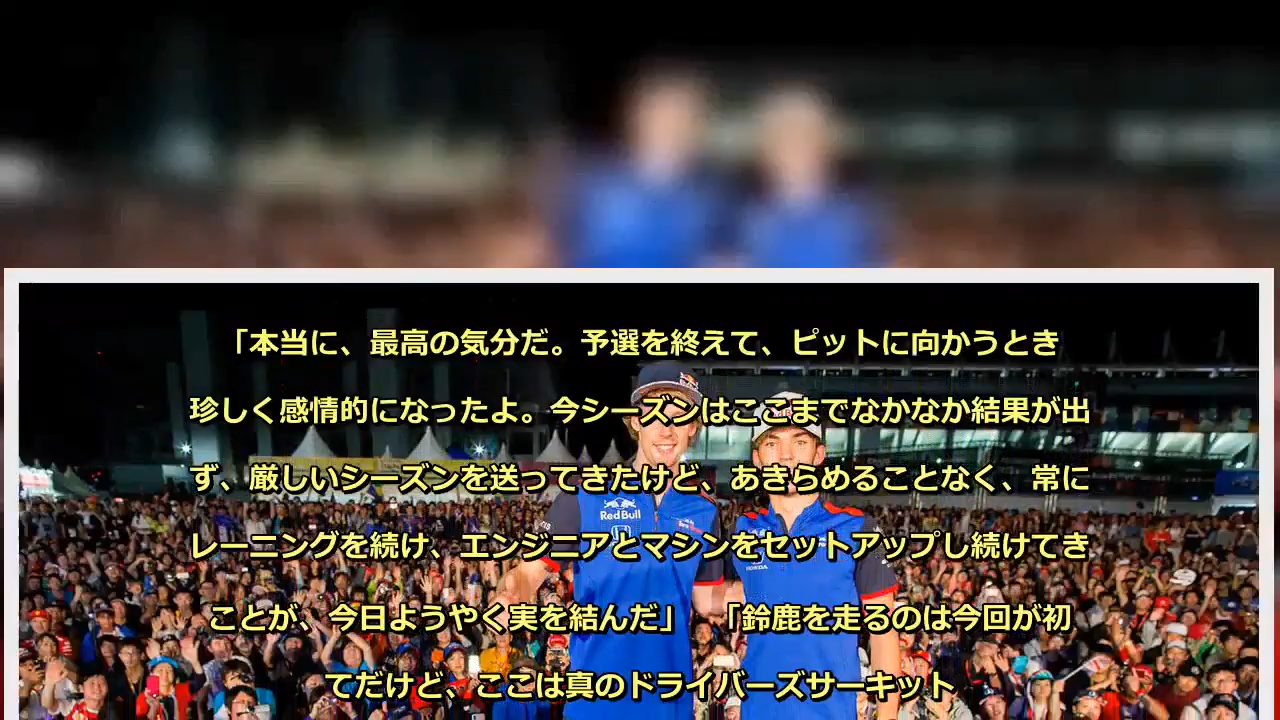 「本当に、最高の気分だ。予選を終えて、ピットに向かうとき
珍しく感情的になったよ。今シーズンはここまでなかなか結果が出
ず、厳しいシーズンを送ってきたけど、あきらめることなく、常に
レーニングを続け、エンジニアとマシンをセットアップし続けてき
ことが、今日ようやく実を結んだ」　「鈴鹿を走るのは今回が初
てだけど、ここは真のドライバーズサーキット
Red Bull
HONDA